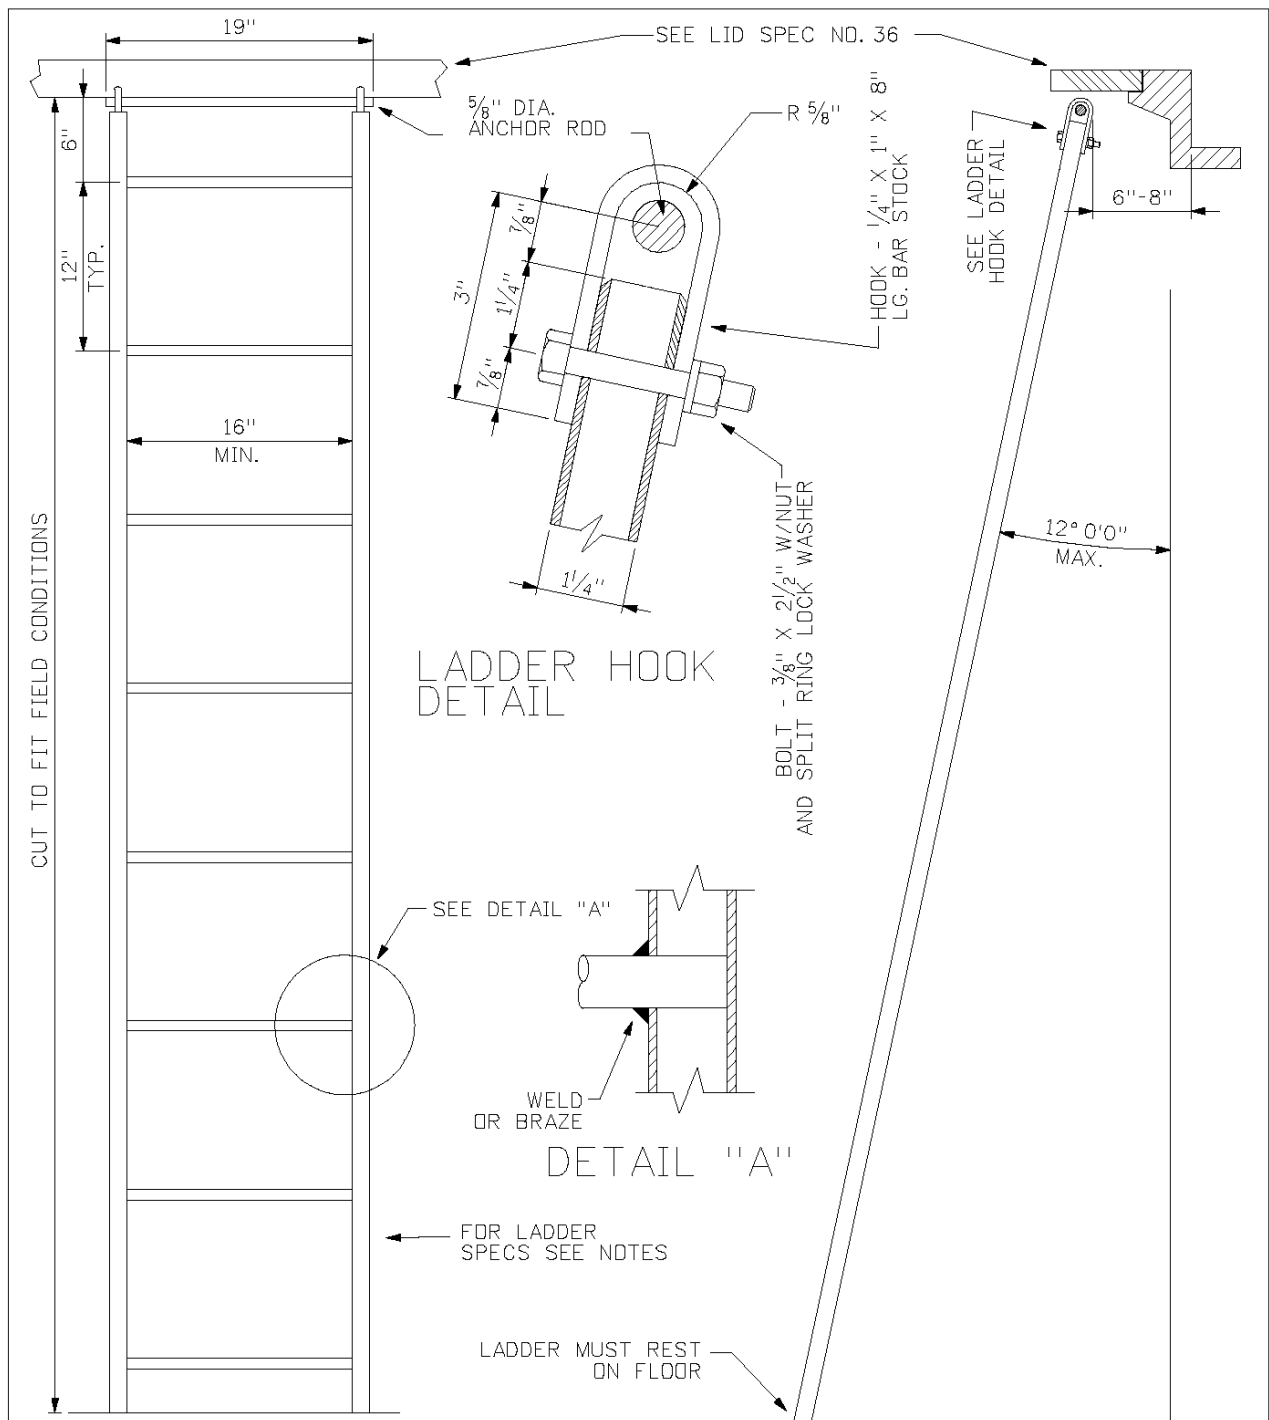 19"
SEE LID SPEC NO. 36
5/8" DIA.
ANCHOR ROD
R 5/8"
6"
12"
TYP.
HOOK - 1/4" X 1" X 8"
LG. BAR STOCK
SEE LADDER
HOOK DETAIL
6"-8"
7/8"
1 1/4"
3"
7/8"
16"
MIN.
1 1/4"
12° 0'0"
MAX.
BOLT - 3/8" X 2 1/2" W/NUT
AND SPLIT RING LOCK WASHER
LADDER HOOK
DETAIL
CUT TO FIT FIELD CONDITIONS
SEE DETAIL "A"
WELD
OR BRAZE
DETAIL "A"
FOR LADDER
SPECS SEE NOTES
LADDER MUST REST
ON FLOOR